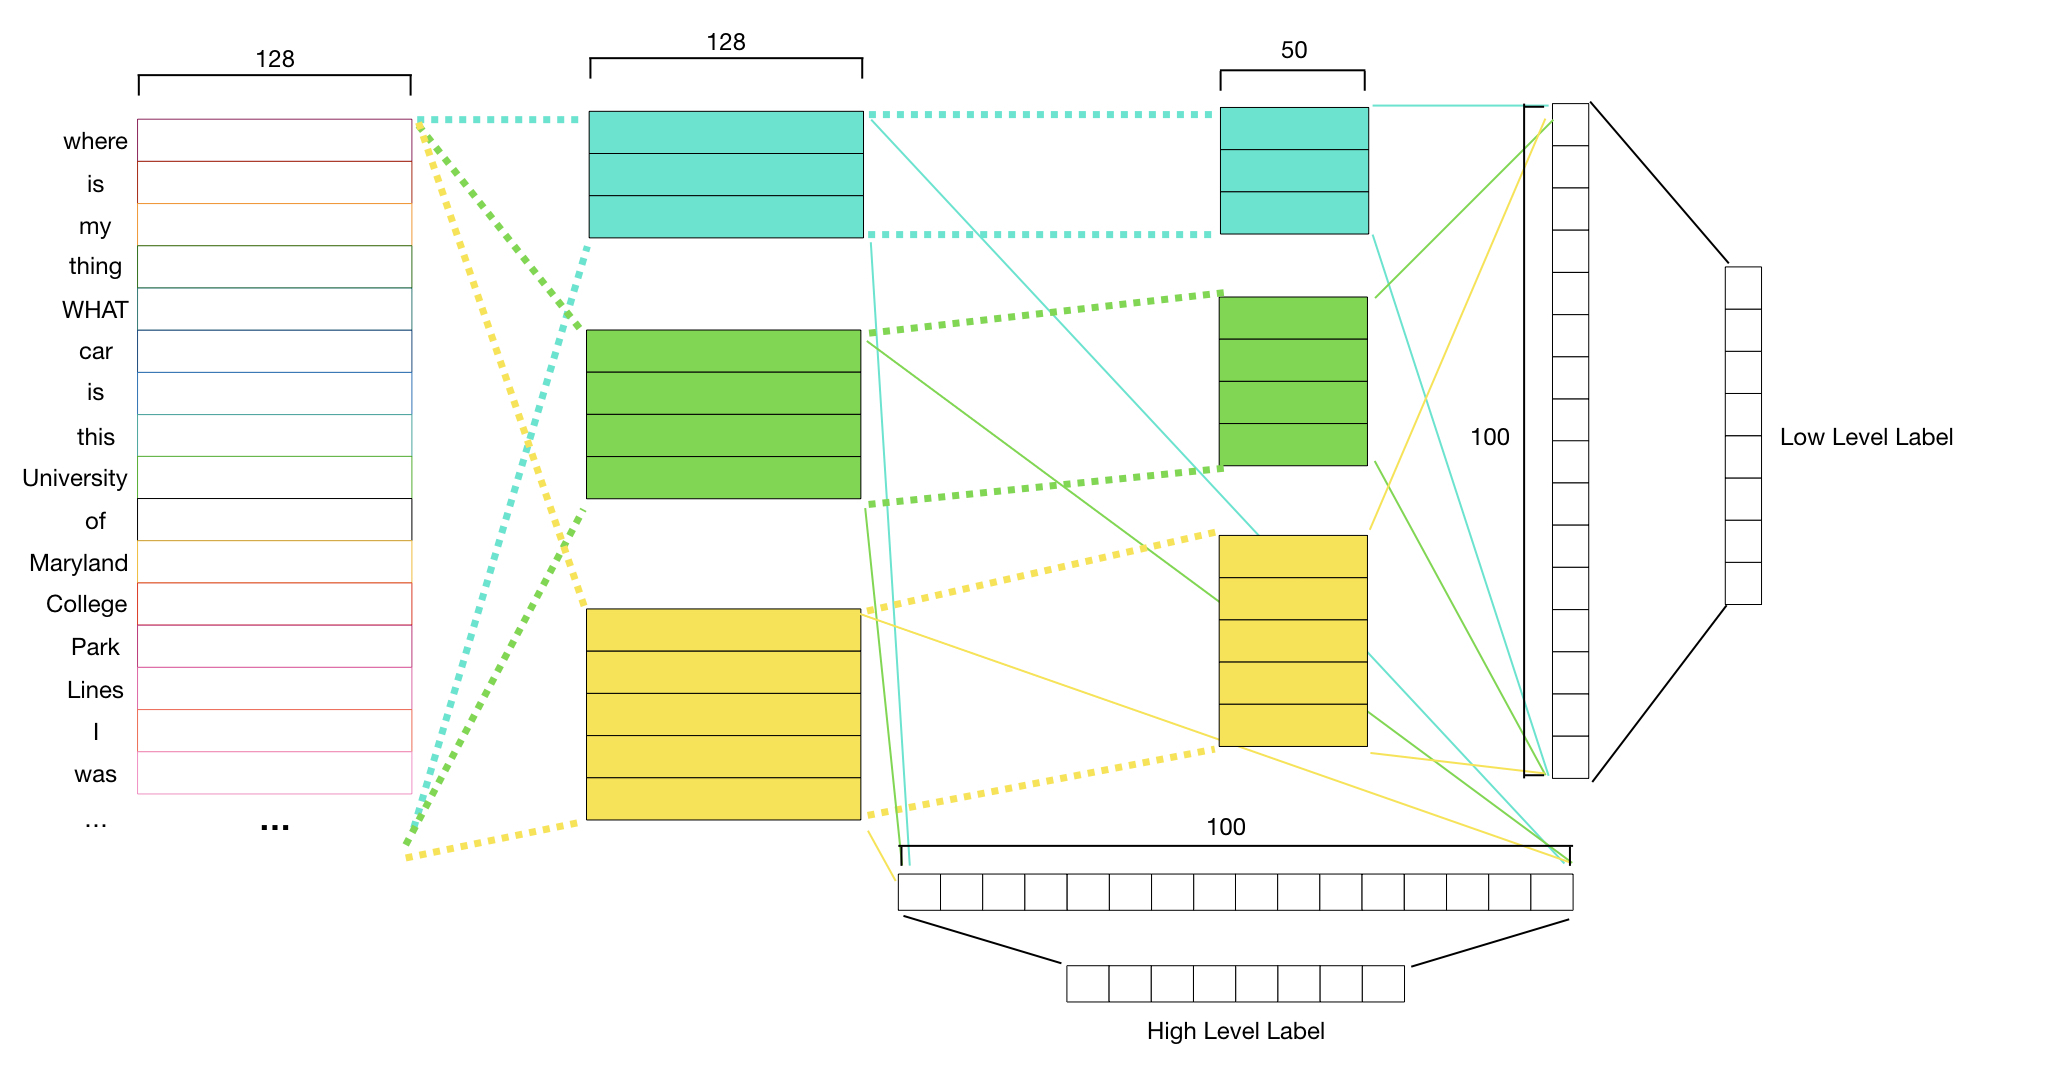 128
128
50
where
is
my
thing
WHAT
car
is
this
University
of
Maryland
College
Park
Lines
I
was
...
...
100
Low Level Label
100
High Level Label